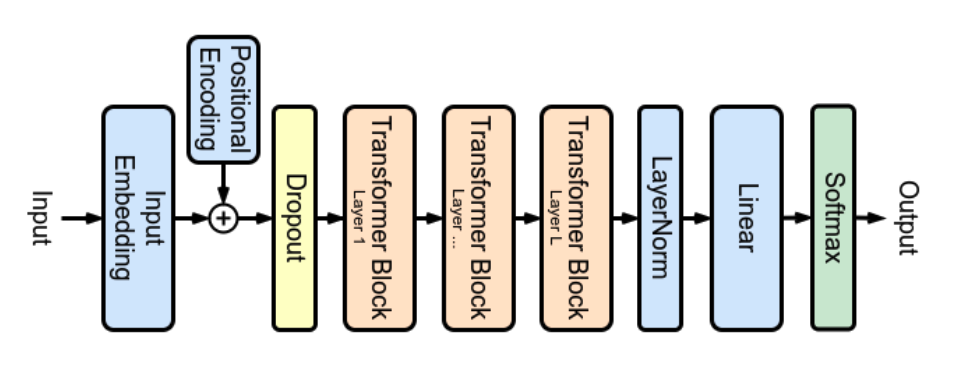 Input
Input
Embedding
Positional
Encoding
+
Dropout
Transformer Block
Layer 1
Transformer Block
Layer ...
Transformer Block
Layer L
LayerNorm
Linear
Softmax
Output